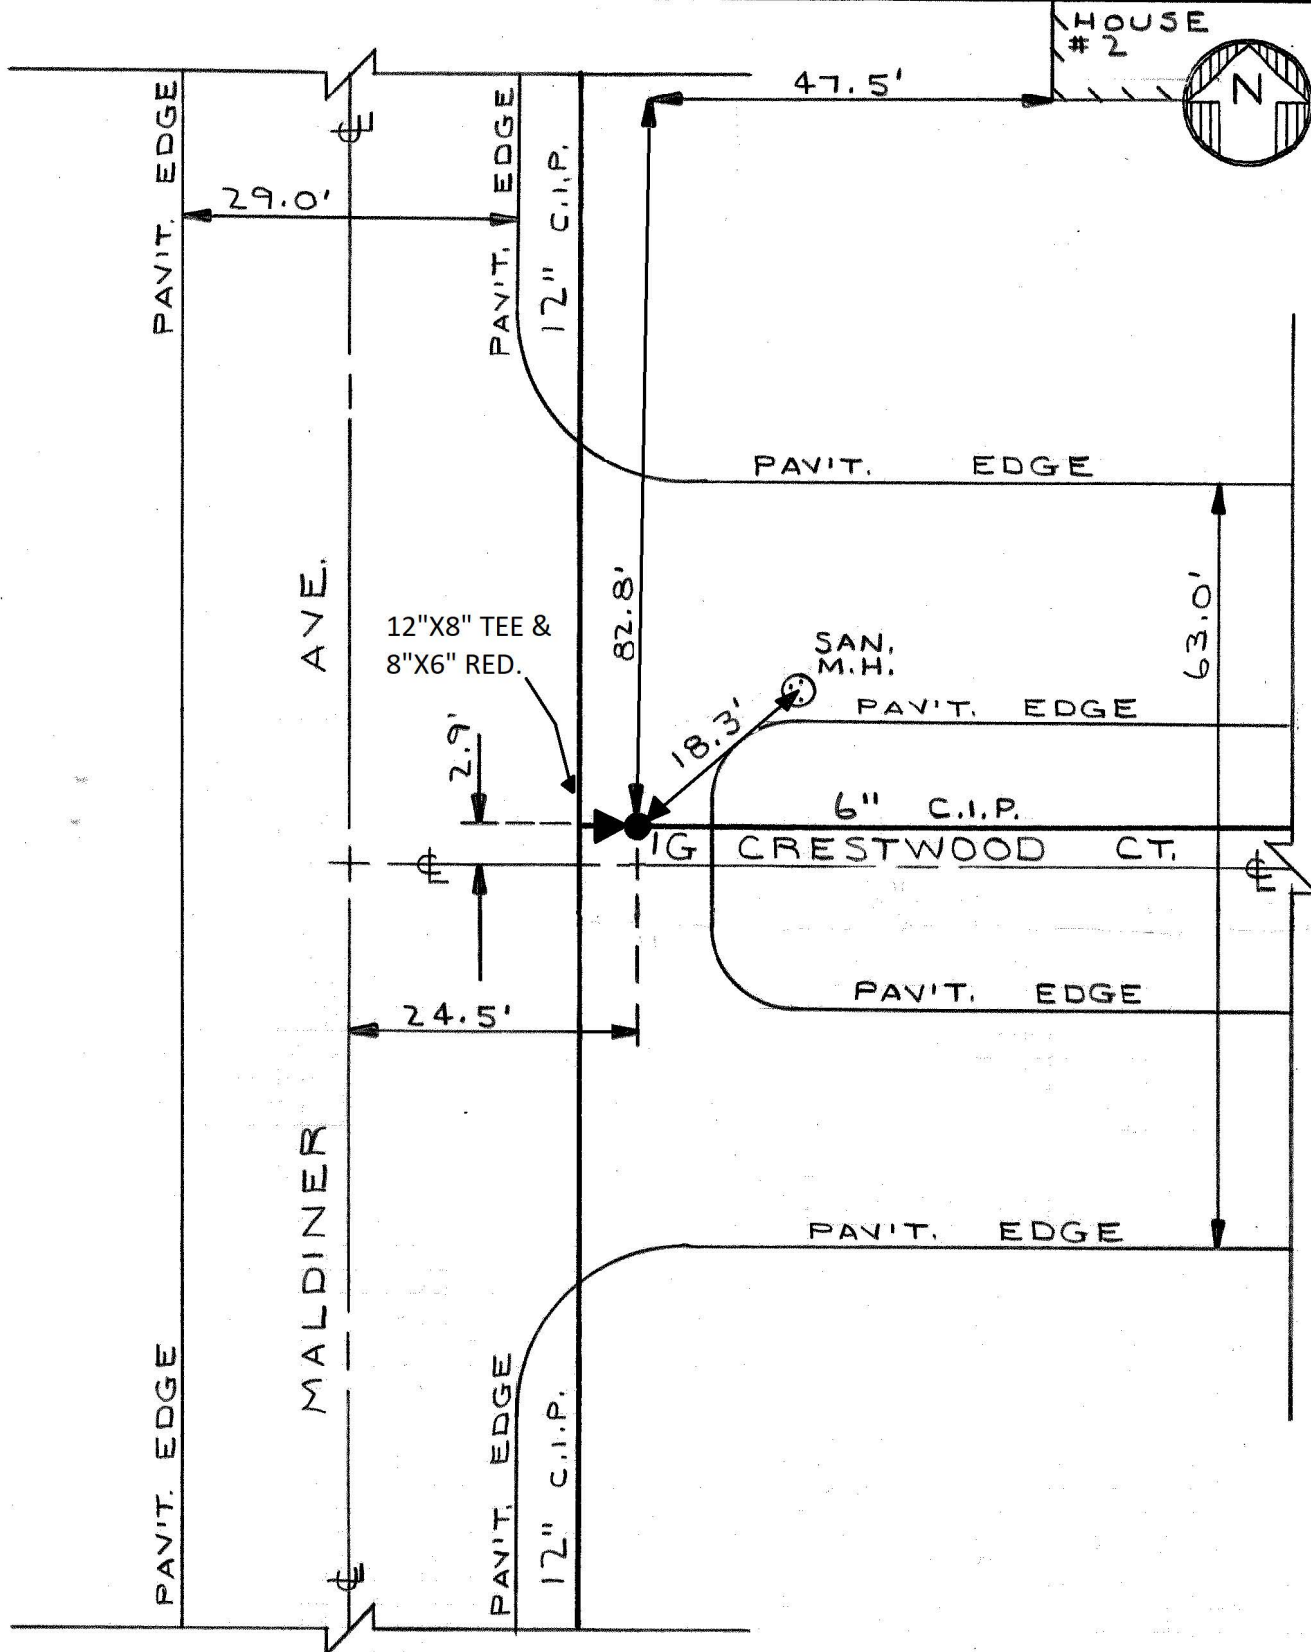 HOUSE
# 2
N
47.5'
PAV'T. EDGE
29.0'
PAV'T. EDGE
12" C.I.P.
PAV'T. EDGE
AVE.
12"X8" TEE &
8"X6" RED.
82.8'
SAN.
M.H.
63.0'
18.3'
PAV'T. EDGE
2.9'
6" C.I.P.
1G CRESTWOOD CT.
℄
℄
℄
℄
PAV'T. EDGE
24.5'
MALDINER
PAV'T. EDGE
PAV'T. EDGE
PAV'T. EDGE
12" C.I.P.